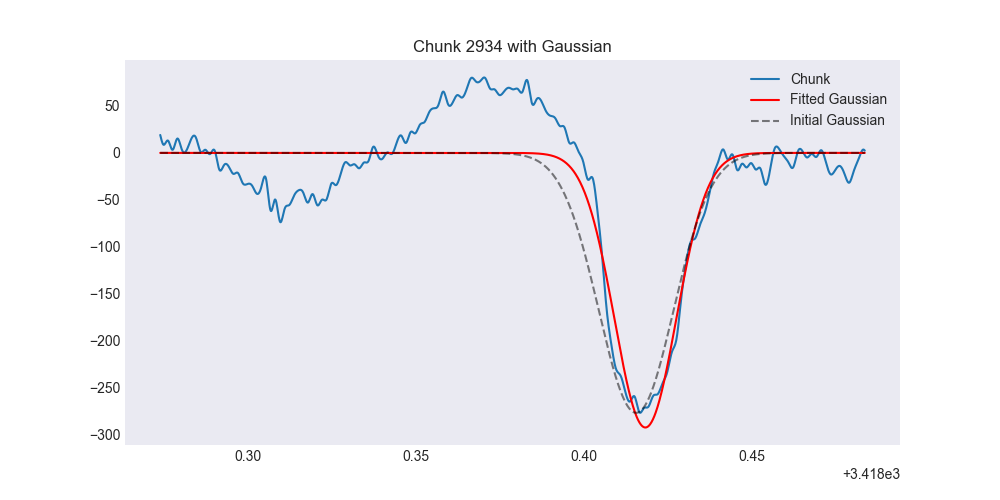 Chunk 2934 with Gaussian
Chunk
Fitted Gaussian
Initial Gaussian
50
0
−50
−100
−150
−200
−250
−300
0.30 0.35 0.40 0.45
+3.418e3